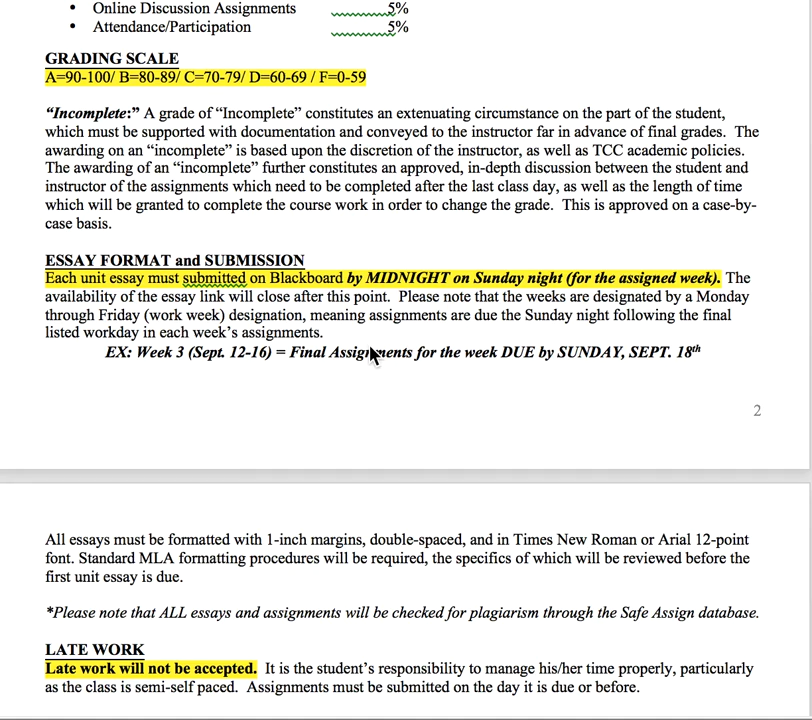 • Online Discussion Assignments 5%
• Attendance/Participation 5%
GRADING SCALE
A=90-100/ B=80-89/ C=70-79/ D=60-69 / F=0-59
“Incomplete:” A grade of “Incomplete” constitutes an extenuating circumstance on the part of the student,
which must be supported with documentation and conveyed to the instructor far in advance of final grades. The
awarding on an “incomplete” is based upon the discretion of the instructor, as well as TCC academic policies.
The awarding of an “incomplete” further constitutes an approved, in-depth discussion between the student and
instructor of the assignments which need to be completed after the last class day, as well as the length of time
which will be granted to complete the course work in order to change the grade. This is approved on a case-by-
case basis.
ESSAY FORMAT and SUBMISSION
Each unit essay must submitted on Blackboard by MIDNIGHT on Sunday night (for the assigned week). The
availability of the essay link will close after this point. Please note that the weeks are designated by a Monday
through Friday (work week) designation, meaning assignments are due the Sunday night following the final
listed workday in each week’s assignments.
EX: Week 3 (Sept. 12-16) = Final Assignments for the week DUE by SUNDAY, SEPT. 18th
2
All essays must be formatted with 1-inch margins, double-spaced, and in Times New Roman or Arial 12-point
font. Standard MLA formatting procedures will be required, the specifics of which will be reviewed before the
first unit essay is due.
*Please note that ALL essays and assignments will be checked for plagiarism through the Safe Assign database.
LATE WORK
Late work will not be accepted. It is the student’s responsibility to manage his/her time properly, particularly
as the class is semi-self paced. Assignments must be submitted on the day it is due or before.